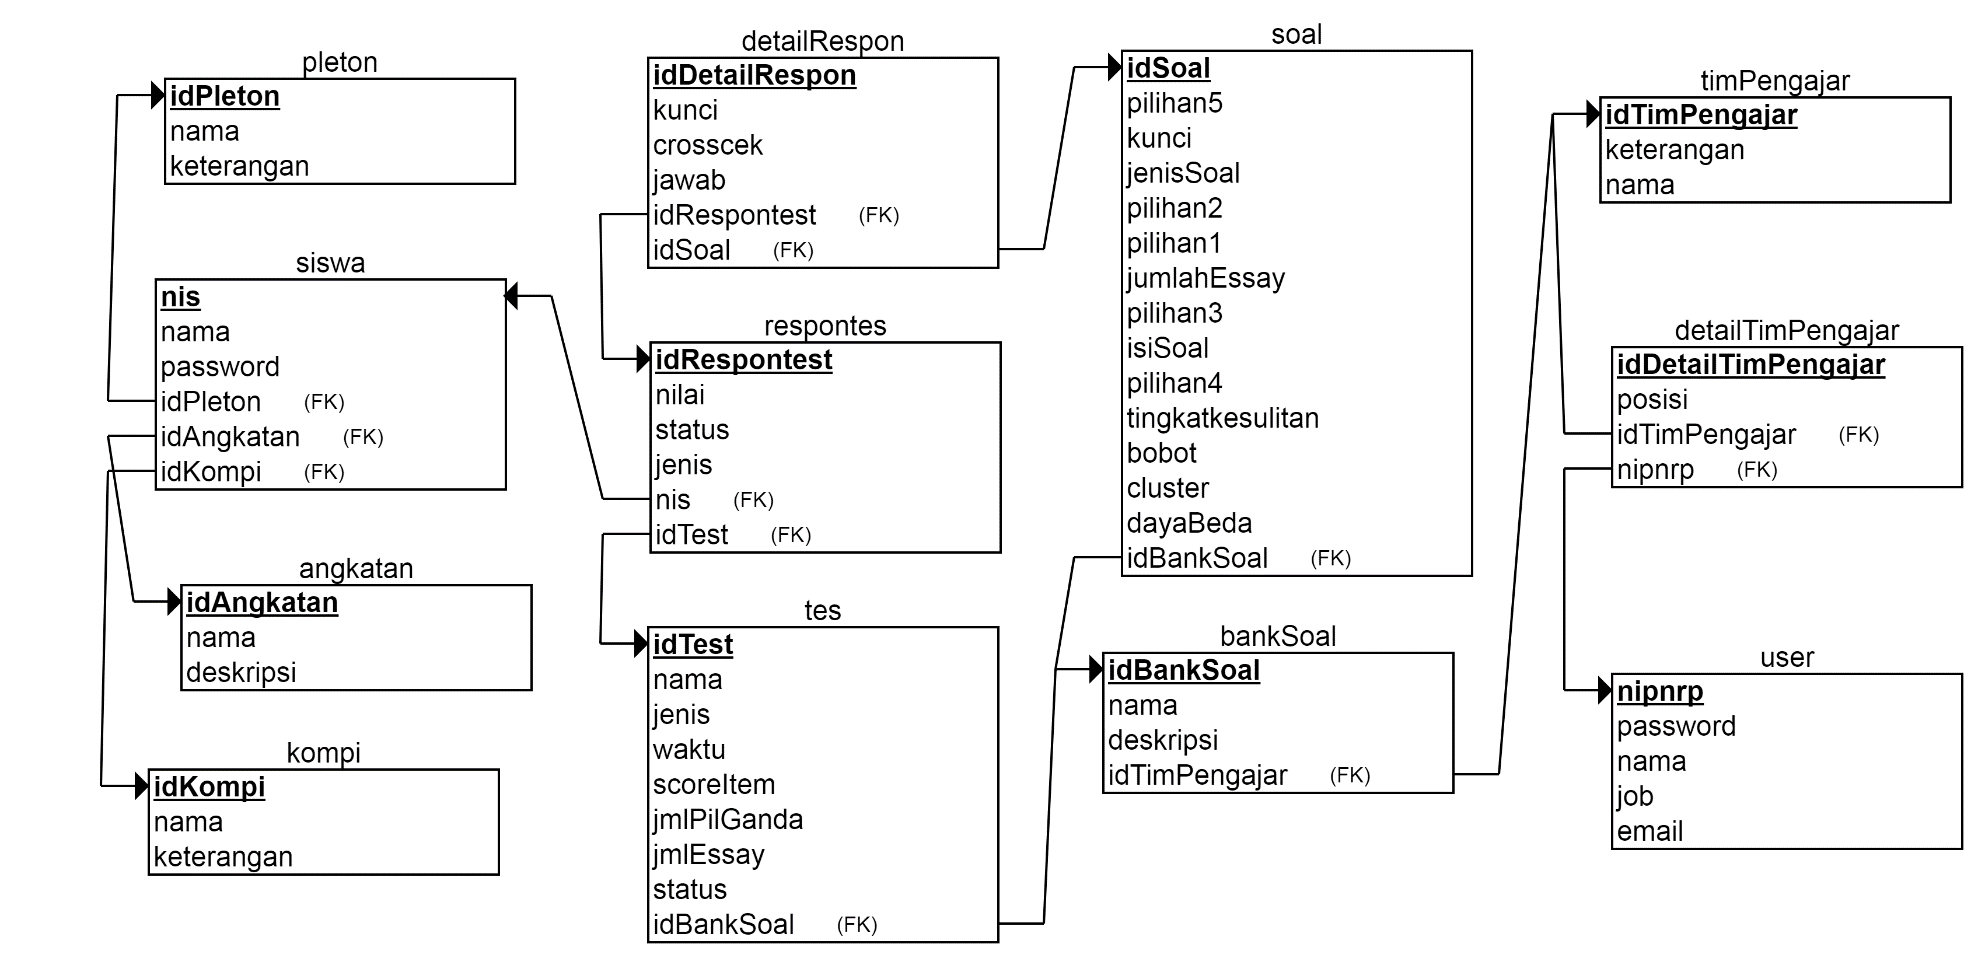 pleton
idPleton
nama
keterangan
siswa
nis
nama
password
idPleton (FK)
idAngkatan (FK)
idKompi (FK)
angkatan
idAngkatan
nama
deskripsi
kompi
idKompi
nama
keterangan
detailRespon
idDetailRespon
kunci
crosscek
jawab
idRespontest (FK)
idSoal (FK)
respontes
idRespontest
nilai
status
jenis
nis (FK)
idTest (FK)
tes
idTest
nama
jenis
waktu
scoreItem
jmlPilGanda
jmlEssay
status
idBankSoal (FK)
soal
idSoal
pilihan5
kunci
jenisSoal
pilihan2
pilihan1
jumlahEssay
pilihan3
isiSoal
pilihan4
tingkatkesulitan
bobot
cluster
dayaBeda
idBankSoal (FK)
bankSoal
idBankSoal
nama
deskripsi
idTimPengajar (FK)
timPengajar
idTimPengajar
keterangan
nama
detailTimPengajar
idDetailTimPengajar
posisi
idTimPengajar (FK)
nipnrp (FK)
user
nipnrp
password
nama
job
email